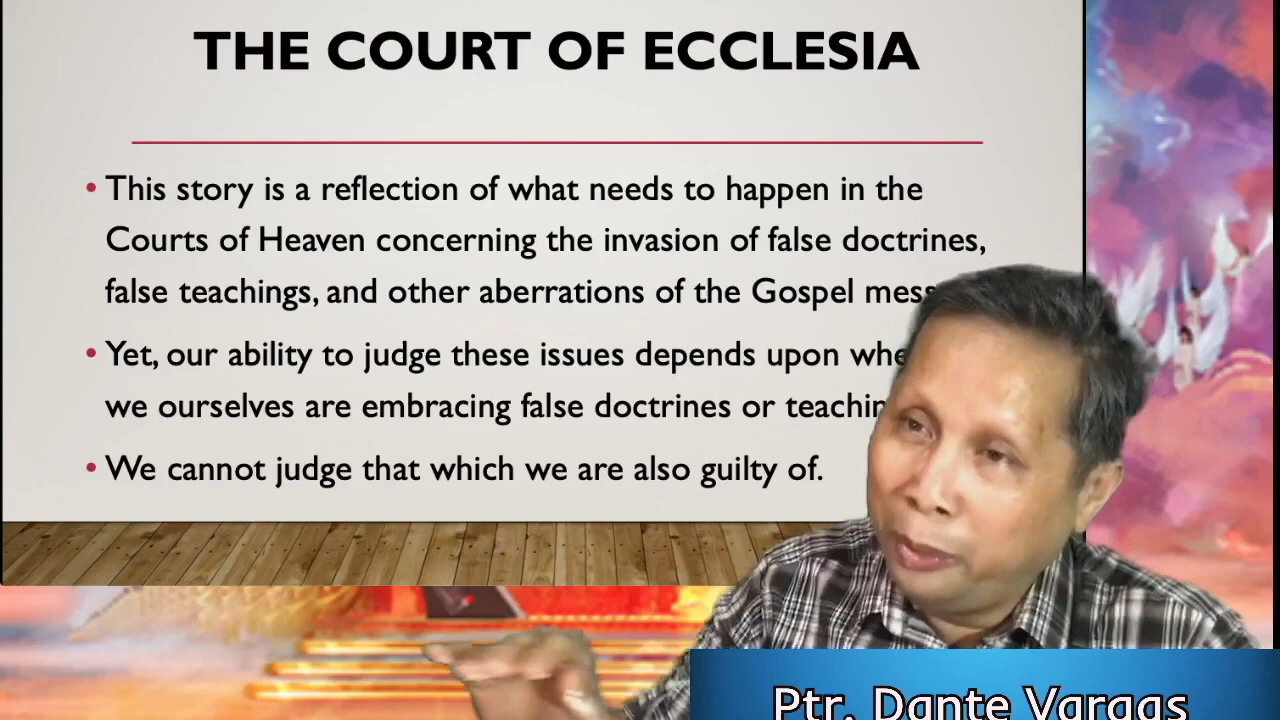 THE COURT OF ECCLESIA
• This story is a reflection of what needs to happen in the
Courts of Heaven concerning the invasion of false doctrines,
false teachings, and other aberrations of the Gospel
• Yet, our ability to judge these issues depends upon
we ourselves are embracing false doctrines or
• We cannot judge that which we are also guilty of.
Ptr. Dante Vargas